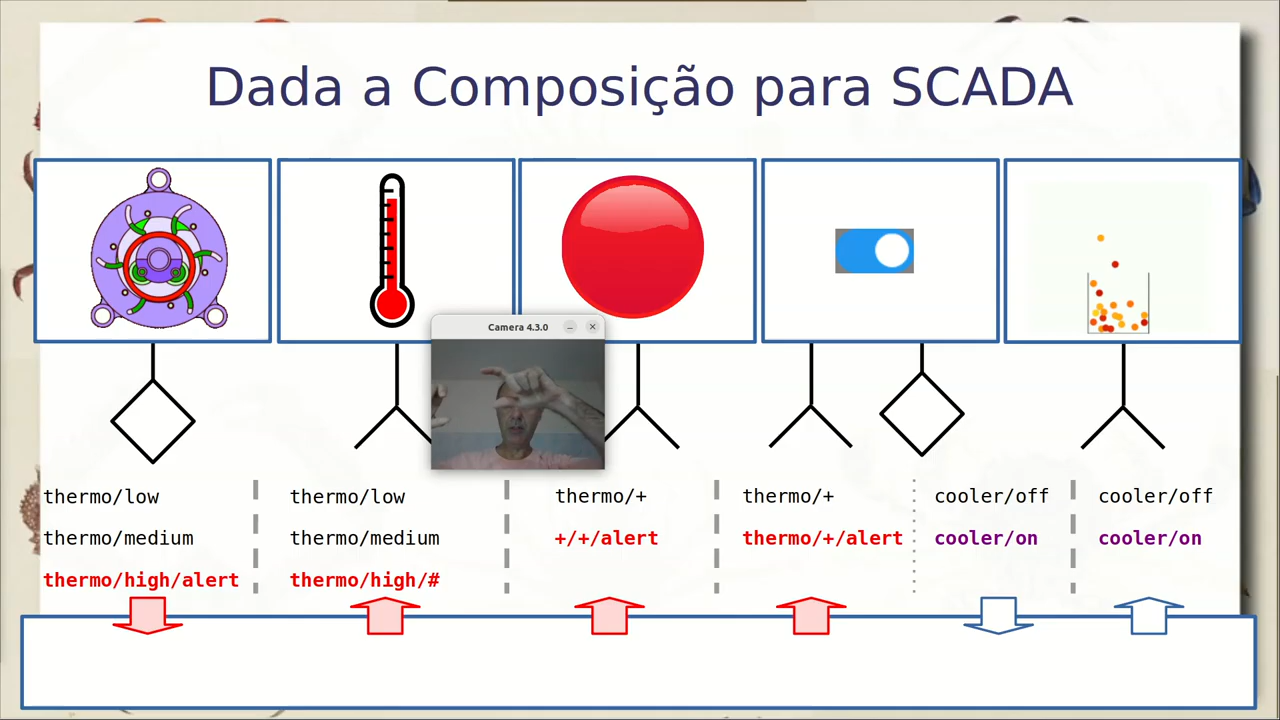 Dada a Composição para SCADA
Camera 4.3.0
thermo/low
thermo/medium
thermo/high/alert
thermo/low
thermo/medium
thermo/high/#
thermo/+
+/+/alert
thermo/+
thermo/+/alert
cooler/off
cooler/on
cooler/off
cooler/on